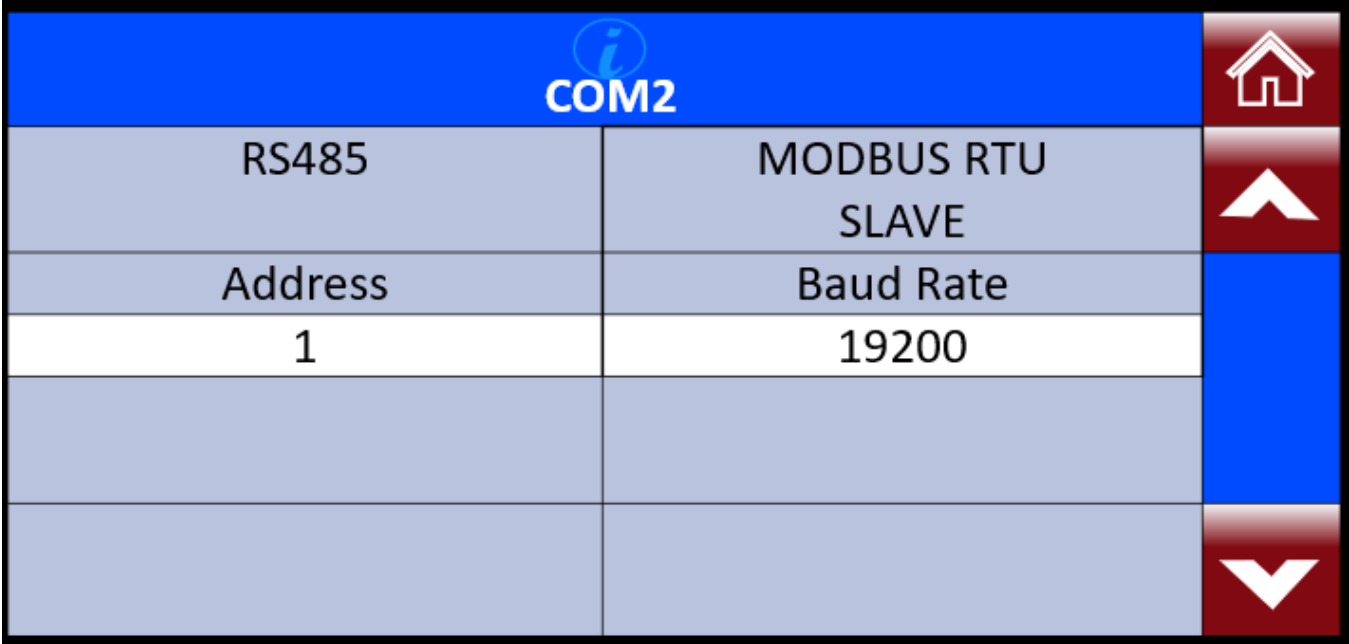 i
COM2
RS485
MODBUS RTU
SLAVE
Address
Baud Rate
1
19200